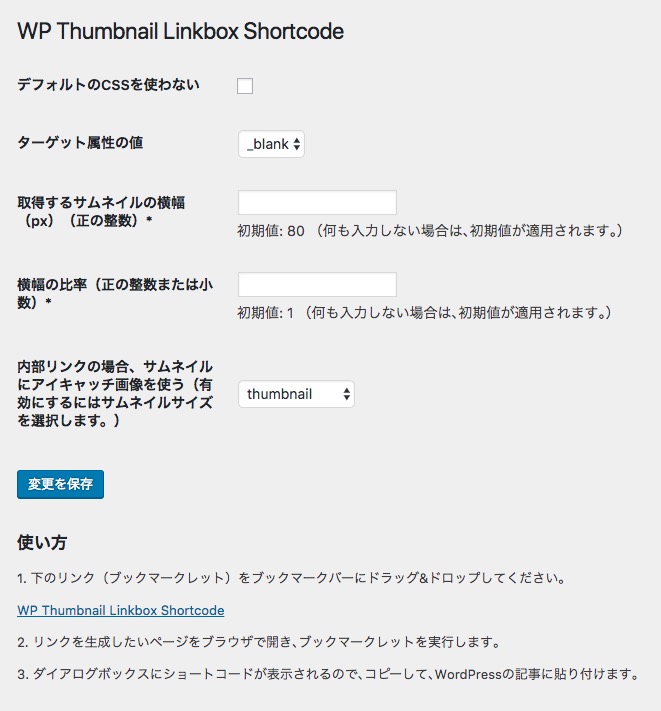 WP Thumbnail Linkbox Shortcode
デフォルトのCSSを使わない
ターゲット属性の値
_blank
取得するサムネイルの横幅
（px）（正の整数）*
初期値: 80 （何も入力しない場合は、初期値が適用されます。）
横幅の比率（正の整数または小
数）*
初期値: 1 （何も入力しない場合は、初期値が適用されます。）
内部リンクの場合、サムネイル
にアイキャッチ画像を使う（有
効にするにはサムネイルサイズ
を選択します。）
thumbnail
変更を保存
使い方
1. 下のリンク（ブックマークレット）をブックマークバーにドラッグ&ドロップしてください。
WP Thumbnail Linkbox Shortcode
2. リンクを生成したいページをブラウザで開き、ブックマークレットを実行します。
3. ダイアログボックスにショートコードが表示されるので、コピーして、WordPressの記事に貼り付けます。